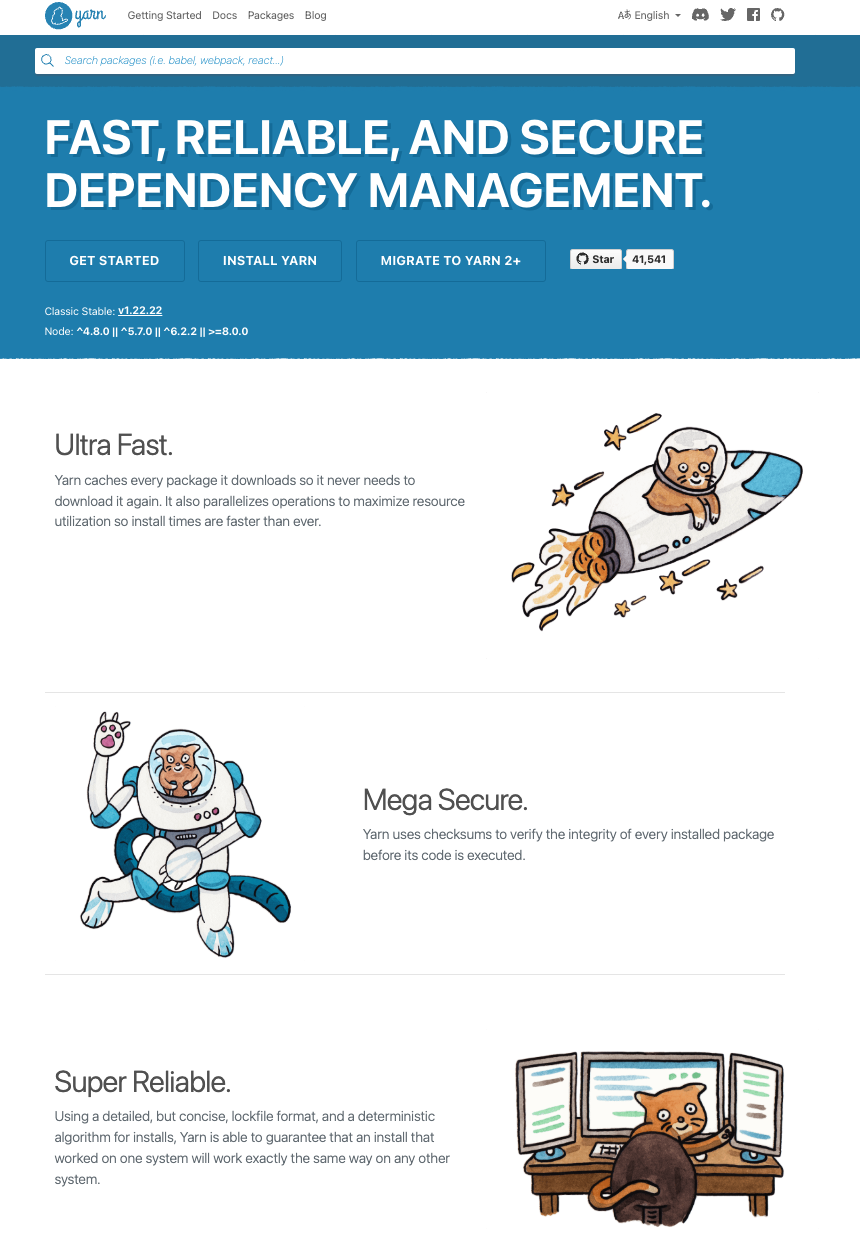 yarn
Getting Started Docs Packages Blog
English
Search packages (i.e. babel, webpack, react...)
FAST, RELIABLE, AND SECURE
DEPENDENCY MANAGEMENT.
GET STARTED
INSTALL YARN
MIGRATE TO YARN 2+
Star
41,541
Classic Stable: v1.22.22
Node: ^4.8.0 || ^5.7.0 || ^6.2.2 || >=8.0.0
Ultra Fast.
Yarn caches every package it downloads so it never needs to
download it again. It also parallelizes operations to maximize resource
utilization so install times are faster than ever.
Mega Secure.
Yarn uses checksums to verify the integrity of every installed package
before its code is executed.
Super Reliable.
Using a detailed, but concise, lockfile format, and a deterministic
algorithm for installs, Yarn is able to guarantee that an install that
worked on one system will work exactly the same way on any other
system.